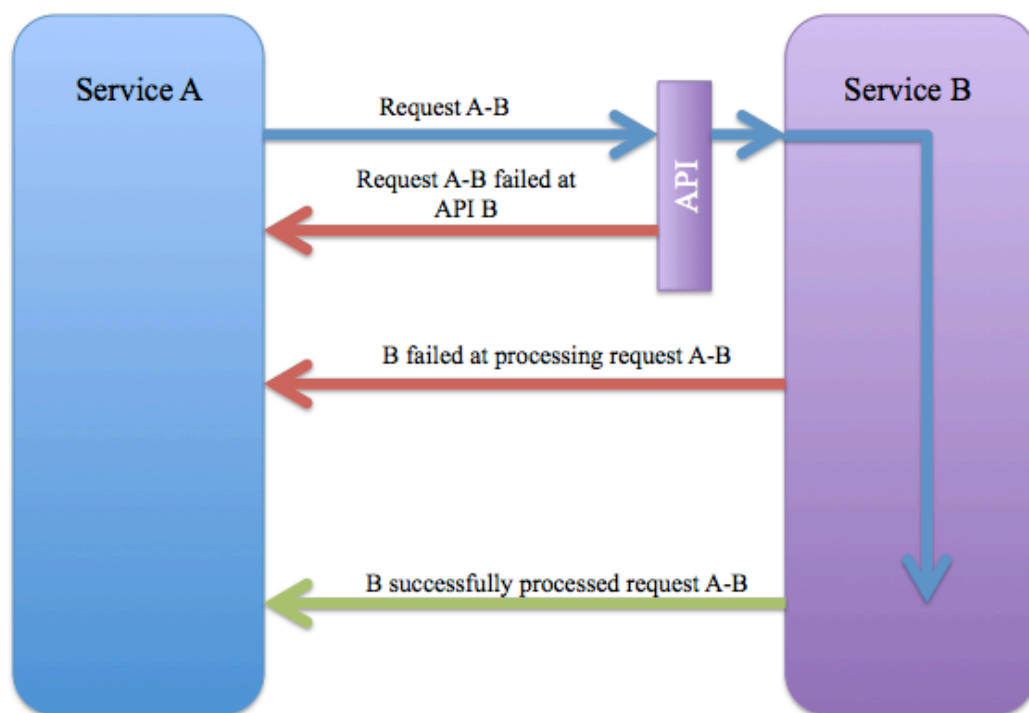 Service A
Service B
Request A-B
API
Request A-B failed at
API B
B failed at processing request A-B
B successfully processed request A-B